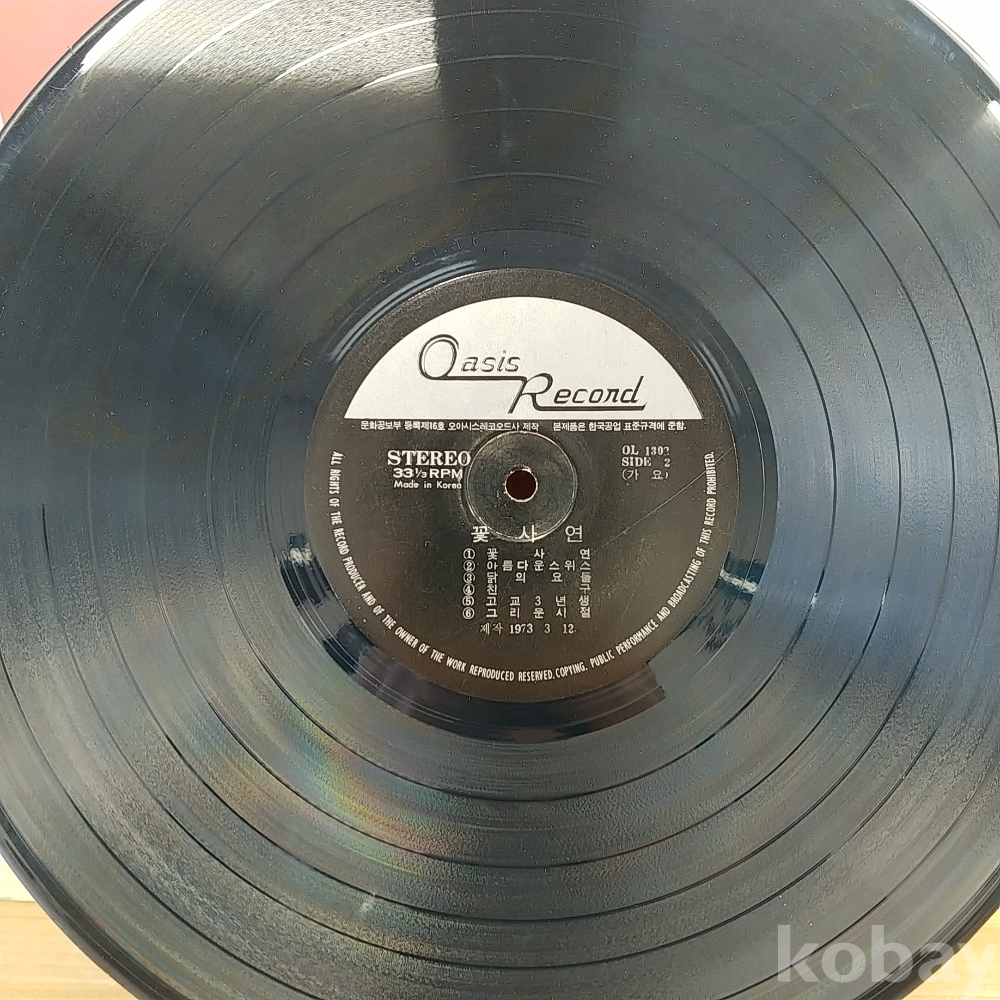 Oasis
Record
문화공보부 등록제16호 오아시스레코오드사 제작 본제품은 한국공업 표준규격에 준함.
STEREO
33 1/3 RPM
Made in Korea
OL 1302
SIDE 2
(가 요)
꽃 사 연
① 꽃 사 연
② 아름다운스위스
③ 닭의 요들
④ 친 구
⑤ 고교3년생
⑥ 그리운시절
제작 1973 3 12.
ALL RIGHTS OF THE RECORD PRODUCER AND OF THE OWNER OF THE WORK REPRODUCED RESERVED. COPYING, PUBLIC PERFORMANCE AND BROADCASTING OF THIS RECORD PROHIBITED.
kobay